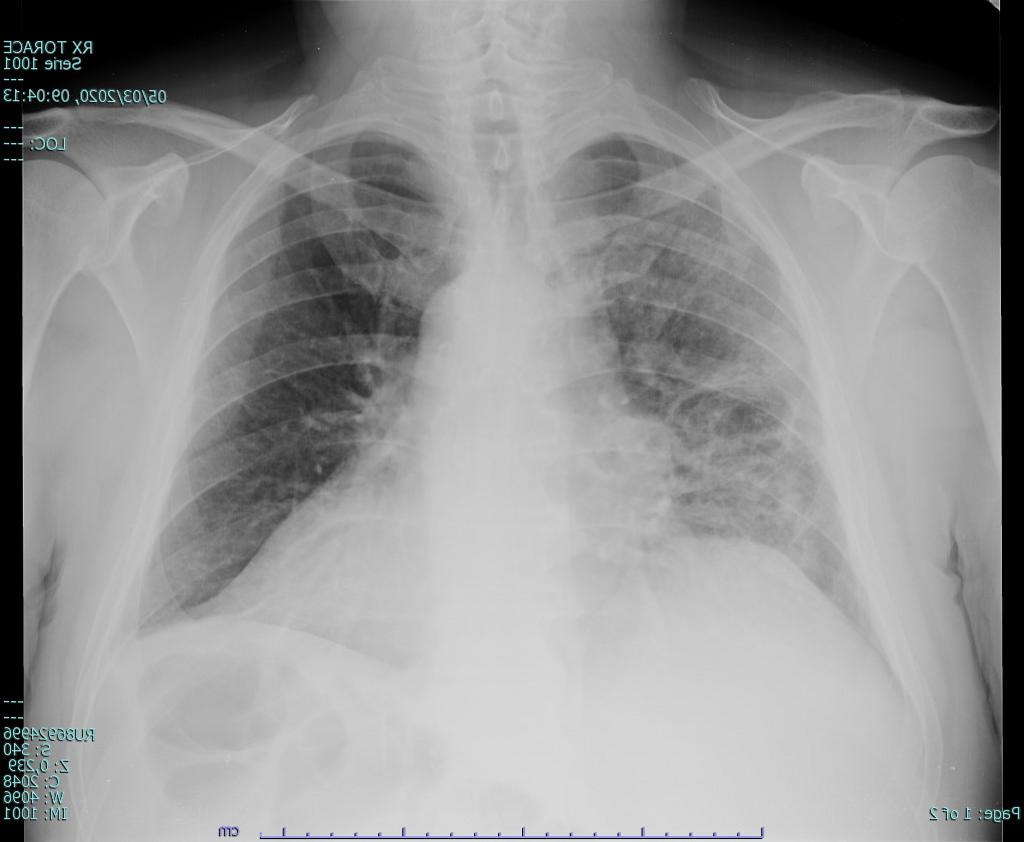 RX TORACE
Serie 1001
---
05/03/2020, 09:04:13
---
LOC: ---
---
---
---
RU86924996
S: 340
Z: 0,239
C: 2048
W: 4096
IM: 1001
Page: 1 of 2
cm